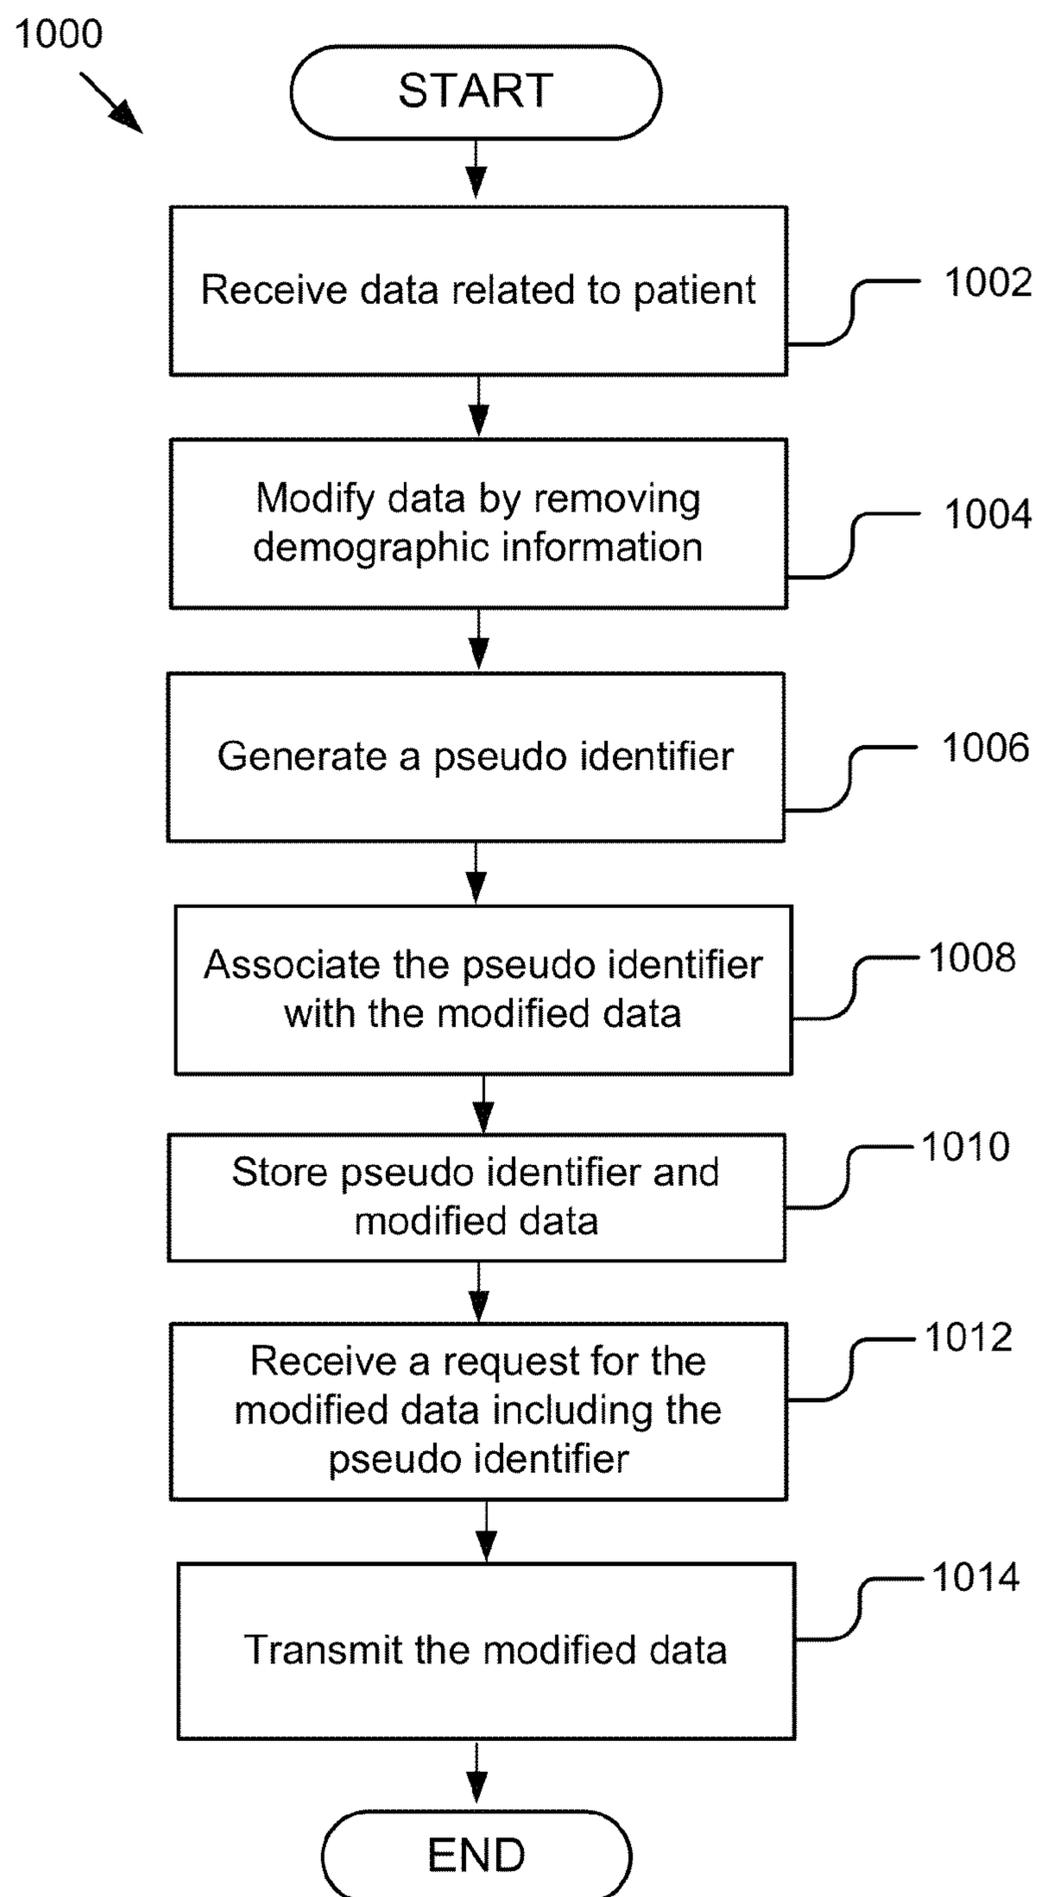 1000
START
Receive data related to patient
1002
Modify data by removing
demographic information
1004
Generate a pseudo identifier
1006
Associate the pseudo identifier
with the modified data
1008
Store pseudo identifier and
modified data
1010
Receive a request for the
modified data including the
pseudo identifier
1012
Transmit the modified data
1014
END